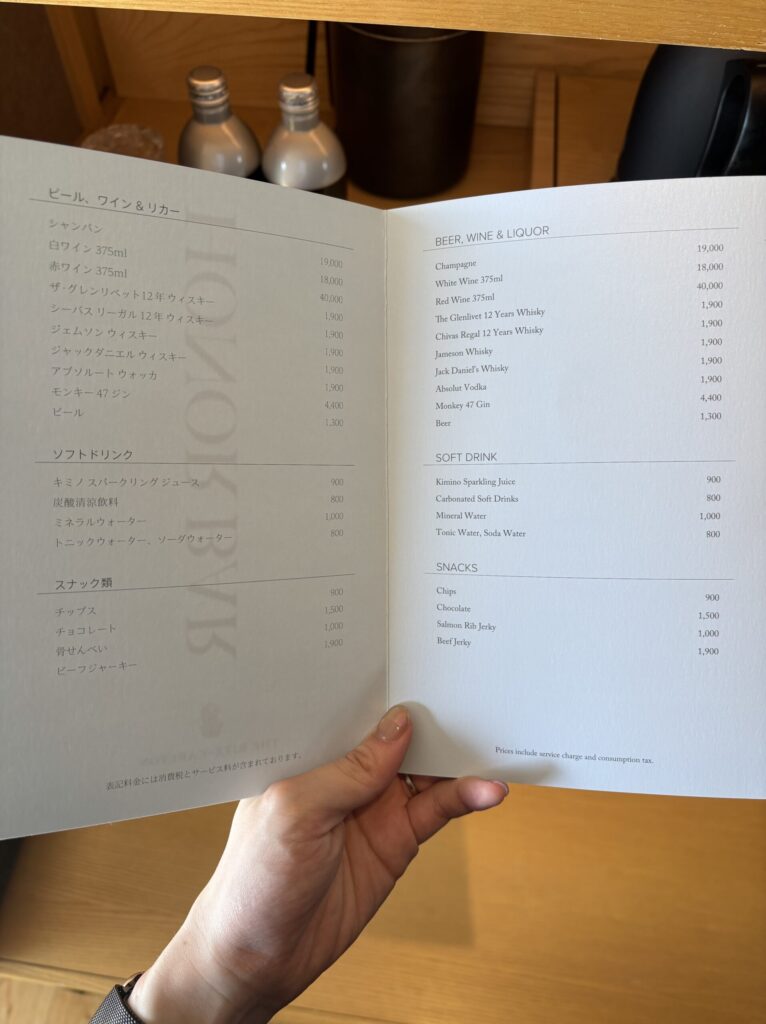 ビール、ワイン & リカー
シャンパン 19,000
白ワイン 375ml 18,000
赤ワイン 375ml 40,000
ザ・グレンリベット12年 ウィスキー 1,900
シーバス リーガル 12年 ウィスキー 1,900
ジェムソン ウィスキー 1,900
ジャックダニエル ウィスキー 1,900
アブソルート ウォッカ 1,900
モンキー 47 ジン 4,400
ビール 1,300
ソフトドリンク
キミノ スパークリング ジュース 900
炭酸清涼飲料 800
ミネラルウォーター 1,000
トニックウォーター、ソーダウォーター 800
スナック類
チップス 900
チョコレート 1,500
骨せんべい 1,000
ビーフジャーキー 1,900
表記料金には消費税とサービス料が含まれております。
HONOR BAR
THE RITZ-CARLTON
BEER, WINE & LIQUOR
Champagne 19,000
White Wine 375ml 18,000
Red Wine 375ml 40,000
The Glenlivet 12 Years Whisky 1,900
Chivas Regal 12 Years Whisky 1,900
Jameson Whisky 1,900
Jack Daniel's Whisky 1,900
Absolut Vodka 1,900
Monkey 47 Gin 4,400
Beer 1,300
SOFT DRINK
Kimino Sparkling Juice 900
Carbonated Soft Drinks 800
Mineral Water 1,000
Tonic Water, Soda Water 800
SNACKS
Chips 900
Chocolate 1,500
Salmon Rib Jerky 1,000
Beef Jerky 1,900
Prices include service charge and consumption tax.